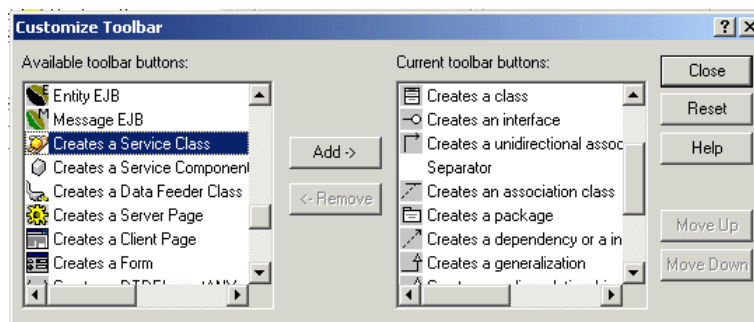 Customize Toolbar
Available toolbar buttons:
Entity EJB
Message EJB
Creates a Service Class
Creates a Service Component
Creates a Data Feeder Class
Creates a Server Page
Creates a Client Page
Creates a Form
Add ->
<- Remove
Current toolbar buttons:
Creates a class
Creates an interface
Creates a unidirectional assoc
Separator
Creates an association class
Creates a package
Creates a dependency or a in
Creates a generalization
Close
Reset
Help
Move Up
Move Down